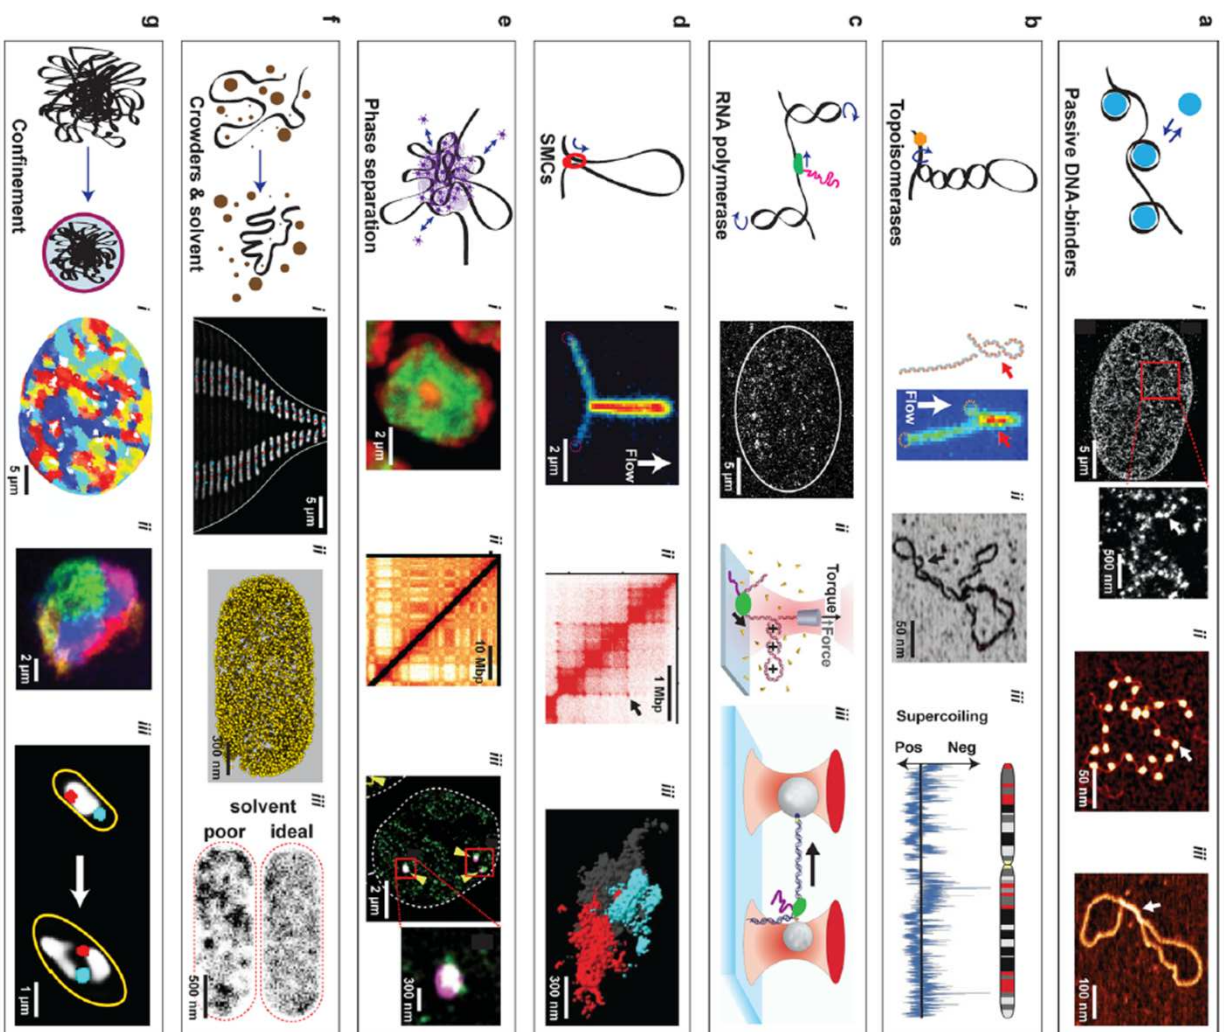 a
Passive DNA-binders
i
5 µm
500 nm
ii
50 nm
iii
100 nm
b
Topoisomerases
i
Flow
ii
50 nm
iii
Supercoiling
Pos
Neg
c
RNA polymerase
i
5 µm
ii
Torque
Force
iii
d
SMCs
i
Flow
2 µm
ii
1 Mbp
iii
300 nm
e
Phase separation
i
2 µm
ii
10 Mbp
iii
2 µm
300 nm
f
Crowders & solvent
i
5 µm
ii
300 nm
iii
solvent
poor
ideal
500 nm
g
Confinement
i
5 µm
ii
2 µm
iii
1 µm